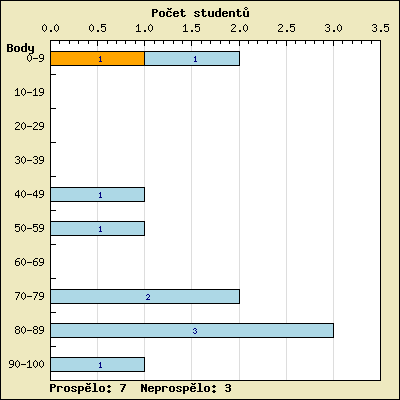 Počet studentů
0.0 0.5 1.0 1.5 2.0 2.5 3.0 3.5
Body
0-9 1 1
10-19
20-29
30-39
40-49 1
50-59 1
60-69
70-79 2
80-89 3
90-100 1
Prospělo: 7 Neprospělo: 3